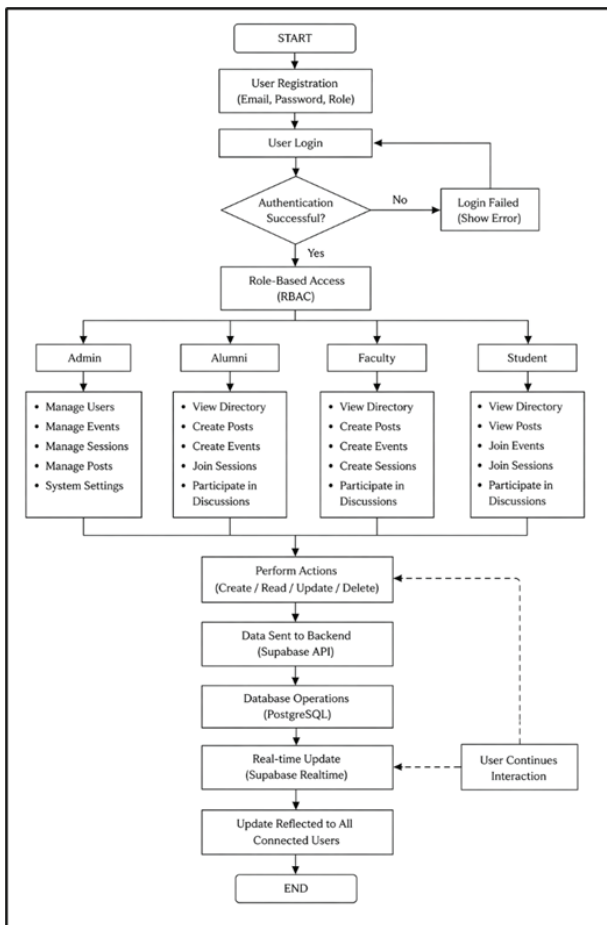 START
User Registration
(Email, Password, Role)
User Login
Authentication
Successful?
No
Login Failed
(Show Error)
Yes
Role-Based Access
(RBAC)
Admin
Alumni
Faculty
Student
• Manage Users
• Manage Events
• Manage Sessions
• Manage Posts
• System Settings
• View Directory
• Create Posts
• Create Events
• Join Sessions
• Participate in
Discussions
• View Directory
• Create Posts
• Create Events
• Create Sessions
• Participate in
Discussions
• View Directory
• View Posts
• Join Events
• Join Sessions
• Participate in
Discussions
Perform Actions
(Create / Read / Update / Delete)
Data Sent to Backend
(Supabase API)
Database Operations
(PostgreSQL)
Real-time Update
(Supabase Realtime)
User Continues
Interaction
Update Reflected to All
Connected Users
END